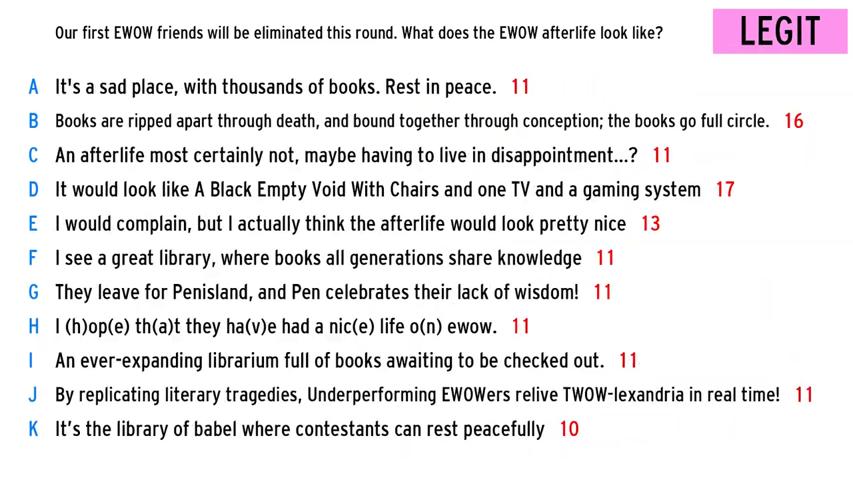 Our first EWOW friends will be eliminated this round. What does the EWOW afterlife look like?
LEGIT
A It's a sad place, with thousands of books. Rest in peace. 11
B Books are ripped apart through death, and bound together through conception; the books go full circle. 16
C An afterlife most certainly not, maybe having to live in disappointment...? 11
D It would look like A Black Empty Void With Chairs and one TV and a gaming system 17
E I would complain, but I actually think the afterlife would look pretty nice 13
F I see a great library, where books all generations share knowledge 11
G They leave for Penisland, and Pen celebrates their lack of wisdom! 11
H I (h)op(e) th(a)t they ha(v)e had a nic(e) life o(n) ewow. 11
I An ever-expanding librarium full of books awaiting to be checked out. 11
J By replicating literary tragedies, Underperforming EWOWers relive TWOW-lexandria in real time! 11
K It’s the library of babel where contestants can rest peacefully 10